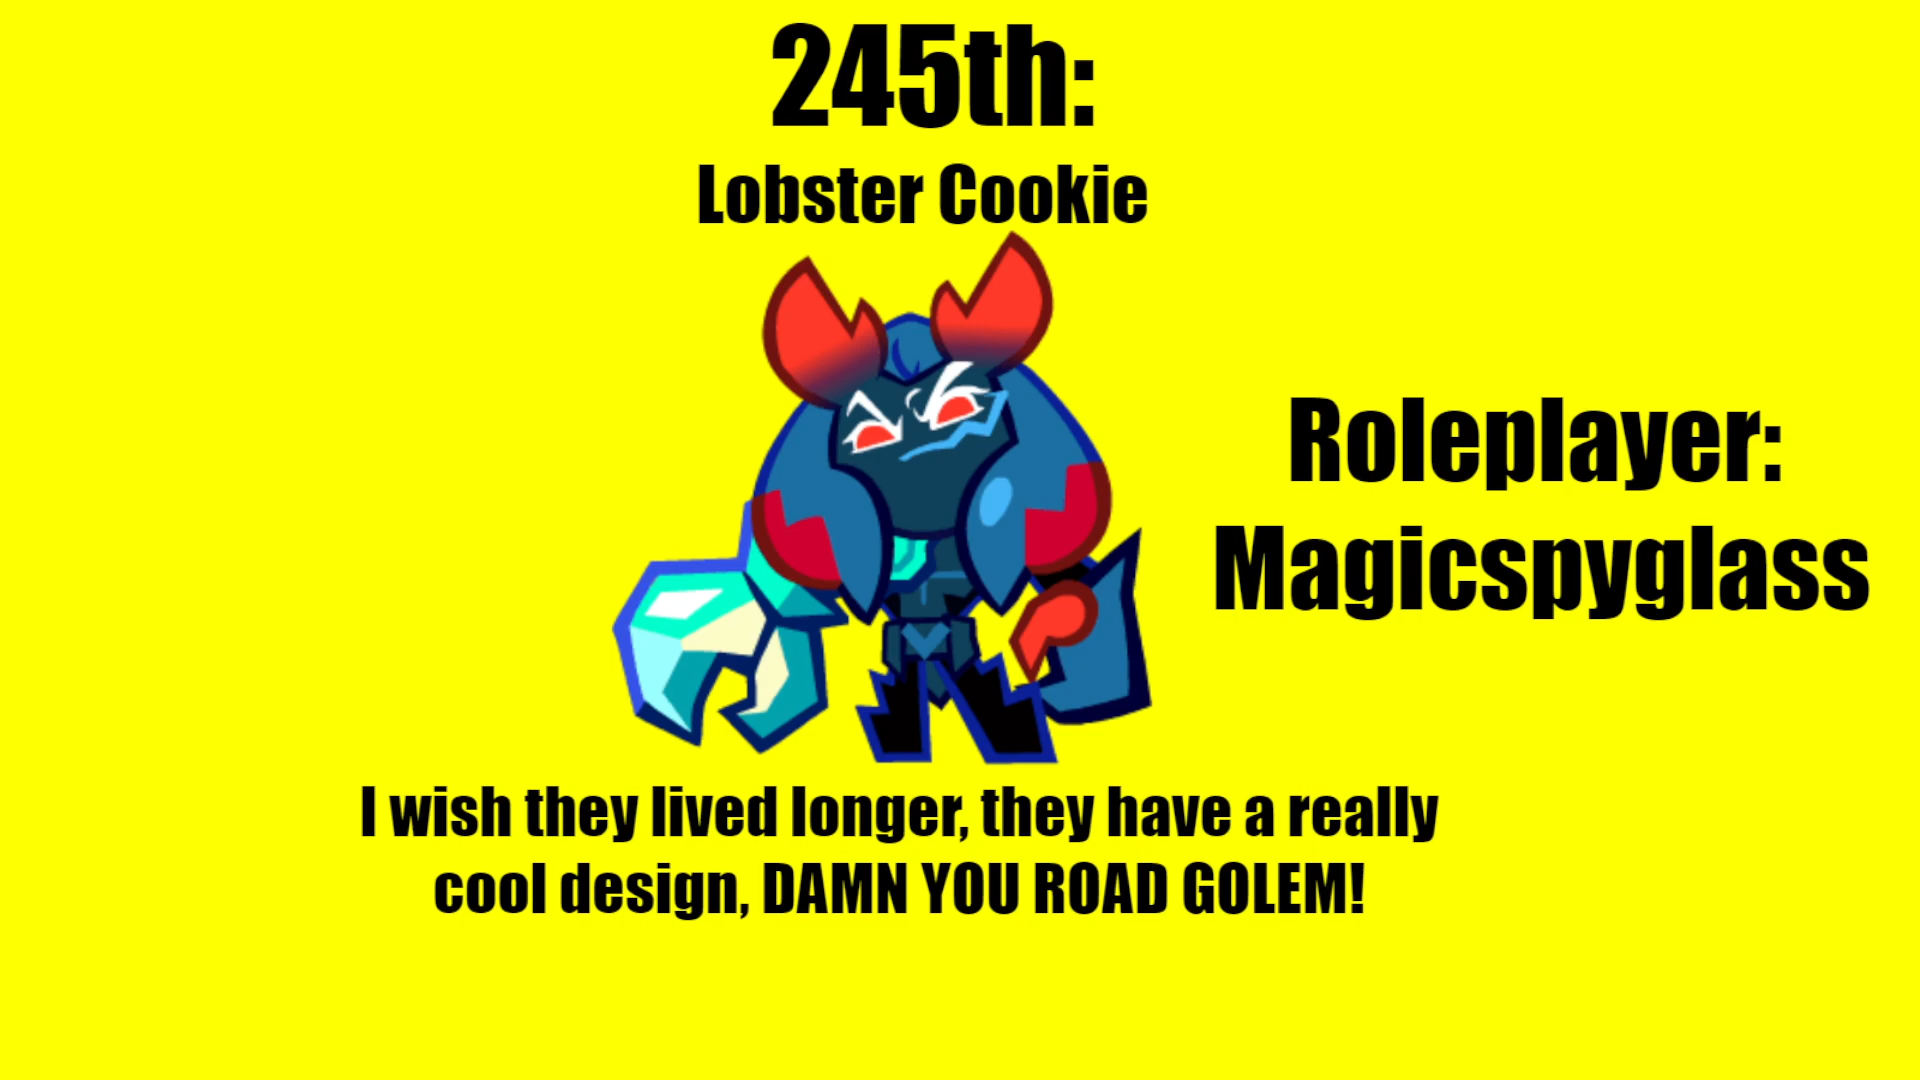 245th:
Lobster Cookie
Roleplayer:
Magicspyglass
I wish they lived longer, they have a really
cool design, DAMN YOU ROAD GOLEM!